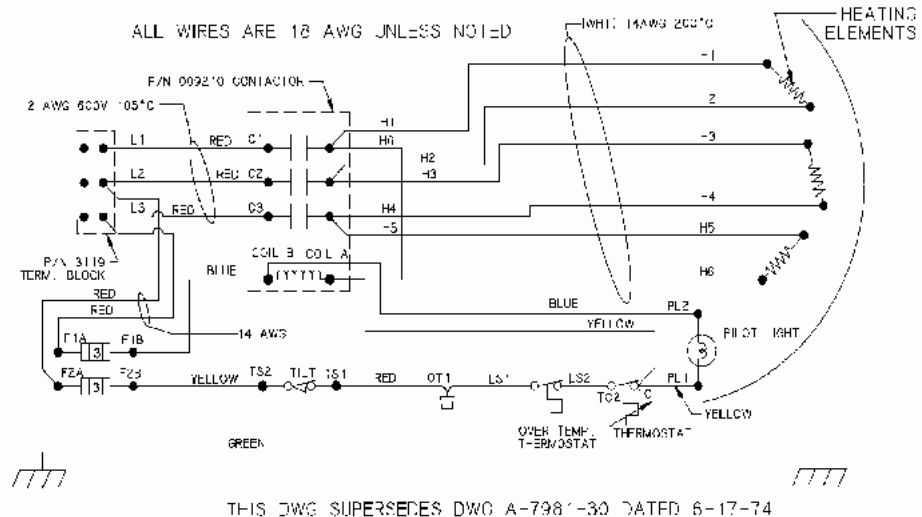 ALL WIRES ARE 18 AWG UNLESS NOTED
(WHT) 14AWG 200°C
HEATING
ELEMENTS
P/N 009210 CONTACTOR
2 AWG 600V 105°C
H1
H6
H2
H3
H4
H5
1
2
3
4
H5
H6
L1
RED
C1
L2
RED
C2
L3
RED
C3
P/N 3119
TERM. BLOCK
BLUE
COIL B
COIL A
RED
RED
14 AWG
BLUE
PL2
YELLOW
PILOT LIGHT
F1A
F1B
3
F2A
F2B
3
YELLOW
TS2
TILT
TS1
RED
OT1
LS1
LS2
TC2
C
PL1
YELLOW
OVER TEMP.
THERMOSTAT
THERMOSTAT
GREEN
THIS DWG SUPERSEDES DWG A-7981-30 DATED 6-17-74